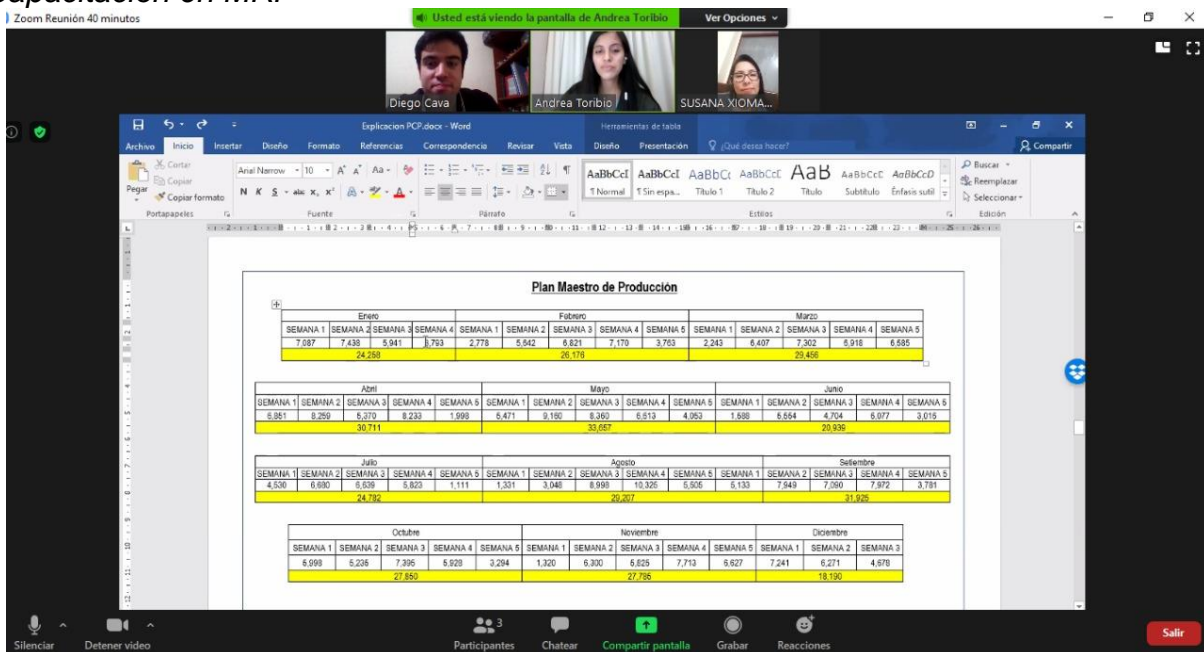 Capacitación en MRP
Zoom Reunión 40 minutos
Usted está viendo la pantalla de Andrea Toribio
Ver Opciones
Diego Cava
Andrea Toribio
SUSANA XIOMA...
Explicacion PCP.docx - Word
Herramientas de tabla
Archivo Inicio Insertar Diseño Formato Referencias Correspondencia Revisar Vista Diseño Presentación ¿Qué desea hacer? Compartir
Pegar
Cortar
Copiar
Copiar formato
Arial Narrow 10
N K S abc x, x²
AaBbCcI AaBbCcI AaBbCc AaBbCcE AaB AaBbCcC AaBbCcD
¶ Normal ¶ Sin espa... Título 1 Título 2 Título Subtítulo Énfasis sutil
Buscar
Reemplazar
Seleccionar
Portapapeles Fuente Párrafo Estilos Edición
Plan Maestro de Producción
Enero Febrero Marzo
SEMANA 1 SEMANA 2 SEMANA 3 SEMANA 4 SEMANA 1 SEMANA 2 SEMANA 3 SEMANA 4 SEMANA 5 SEMANA 1 SEMANA 2 SEMANA 3 SEMANA 4 SEMANA 5
7,087 7,438 5,941 3,793 2,778 5,642 6,821 7,170 3,763 2,243 6,407 7,302 5,918 6,585
24,258 26,176 29,456
Abril Mayo Junio
SEMANA 1 SEMANA 2 SEMANA 3 SEMANA 4 SEMANA 5 SEMANA 1 SEMANA 2 SEMANA 3 SEMANA 4 SEMANA 5 SEMANA 1 SEMANA 2 SEMANA 3 SEMANA 4 SEMANA 5
6,851 8,259 5,370 8,233 1,998 5,471 9,160 8,360 6,613 4,053 1,588 5,554 4,704 6,077 3,016
30,711 33,657 20,939
Julio Agosto Setiembre
SEMANA 1 SEMANA 2 SEMANA 3 SEMANA 4 SEMANA 5 SEMANA 1 SEMANA 2 SEMANA 3 SEMANA 4 SEMANA 5 SEMANA 1 SEMANA 2 SEMANA 3 SEMANA 4 SEMANA 5
4,530 6,680 6,639 5,823 1,111 1,331 3,048 8,998 10,325 5,505 5,133 7,949 7,090 7,972 3,781
24,782 29,207 31,925
Octubre Noviembre Diciembre
SEMANA 1 SEMANA 2 SEMANA 3 SEMANA 4 SEMANA 5 SEMANA 1 SEMANA 2 SEMANA 3 SEMANA 4 SEMANA 5 SEMANA 1 SEMANA 2 SEMANA 3
5,998 5,235 7,395 5,928 3,294 1,320 6,300 5,825 7,713 6,627 7,241 6,271 4,678
27,850 27,785 18,190
Silenciar Detener video Participantes 3 Chatear Compartir pantalla Grabar Reacciones Salir